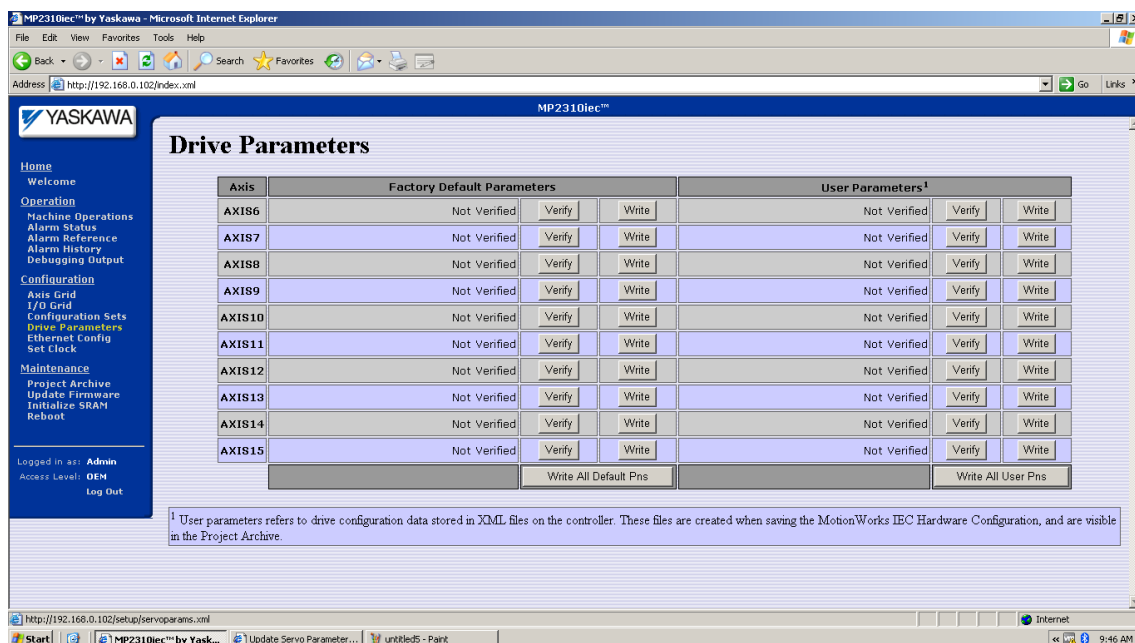 MP2310iec™ by Yaskawa - Microsoft Internet Explorer
File Edit View Favorites Tools Help
Back Search Favorites
Address http://192.168.0.102/index.xml Go Links
YASKAWA
MP2310iec™
Drive Parameters
Home
Welcome
Operation
Machine Operations
Alarm Status
Alarm Reference
Alarm History
Debugging Output
Configuration
Axis Grid
I/O Grid
Configuration Sets
Drive Parameters
Ethernet Config
Set Clock
Maintenance
Project Archive
Update Firmware
Initialize SRAM
Reboot
Logged in as: Admin
Access Level: OEM
Log Out
Axis Factory Default Parameters User Parameters¹
AXIS6 Not Verified Verify Write Not Verified Verify Write
AXIS7 Not Verified Verify Write Not Verified Verify Write
AXIS8 Not Verified Verify Write Not Verified Verify Write
AXIS9 Not Verified Verify Write Not Verified Verify Write
AXIS10 Not Verified Verify Write Not Verified Verify Write
AXIS11 Not Verified Verify Write Not Verified Verify Write
AXIS12 Not Verified Verify Write Not Verified Verify Write
AXIS13 Not Verified Verify Write Not Verified Verify Write
AXIS14 Not Verified Verify Write Not Verified Verify Write
AXIS15 Not Verified Verify Write Not Verified Verify Write
Write All Default Pns Write All User Pns
¹ User parameters refers to drive configuration data stored in XML files on the controller. These files are created when saving the MotionWorks IEC Hardware Configuration, and are visible
in the Project Archive.
http://192.168.0.102/setup/servoparams.xml Internet
Start MP2310iec™ by Yask... Update Servo Parameter... untitled5 - Paint 9:46 AM